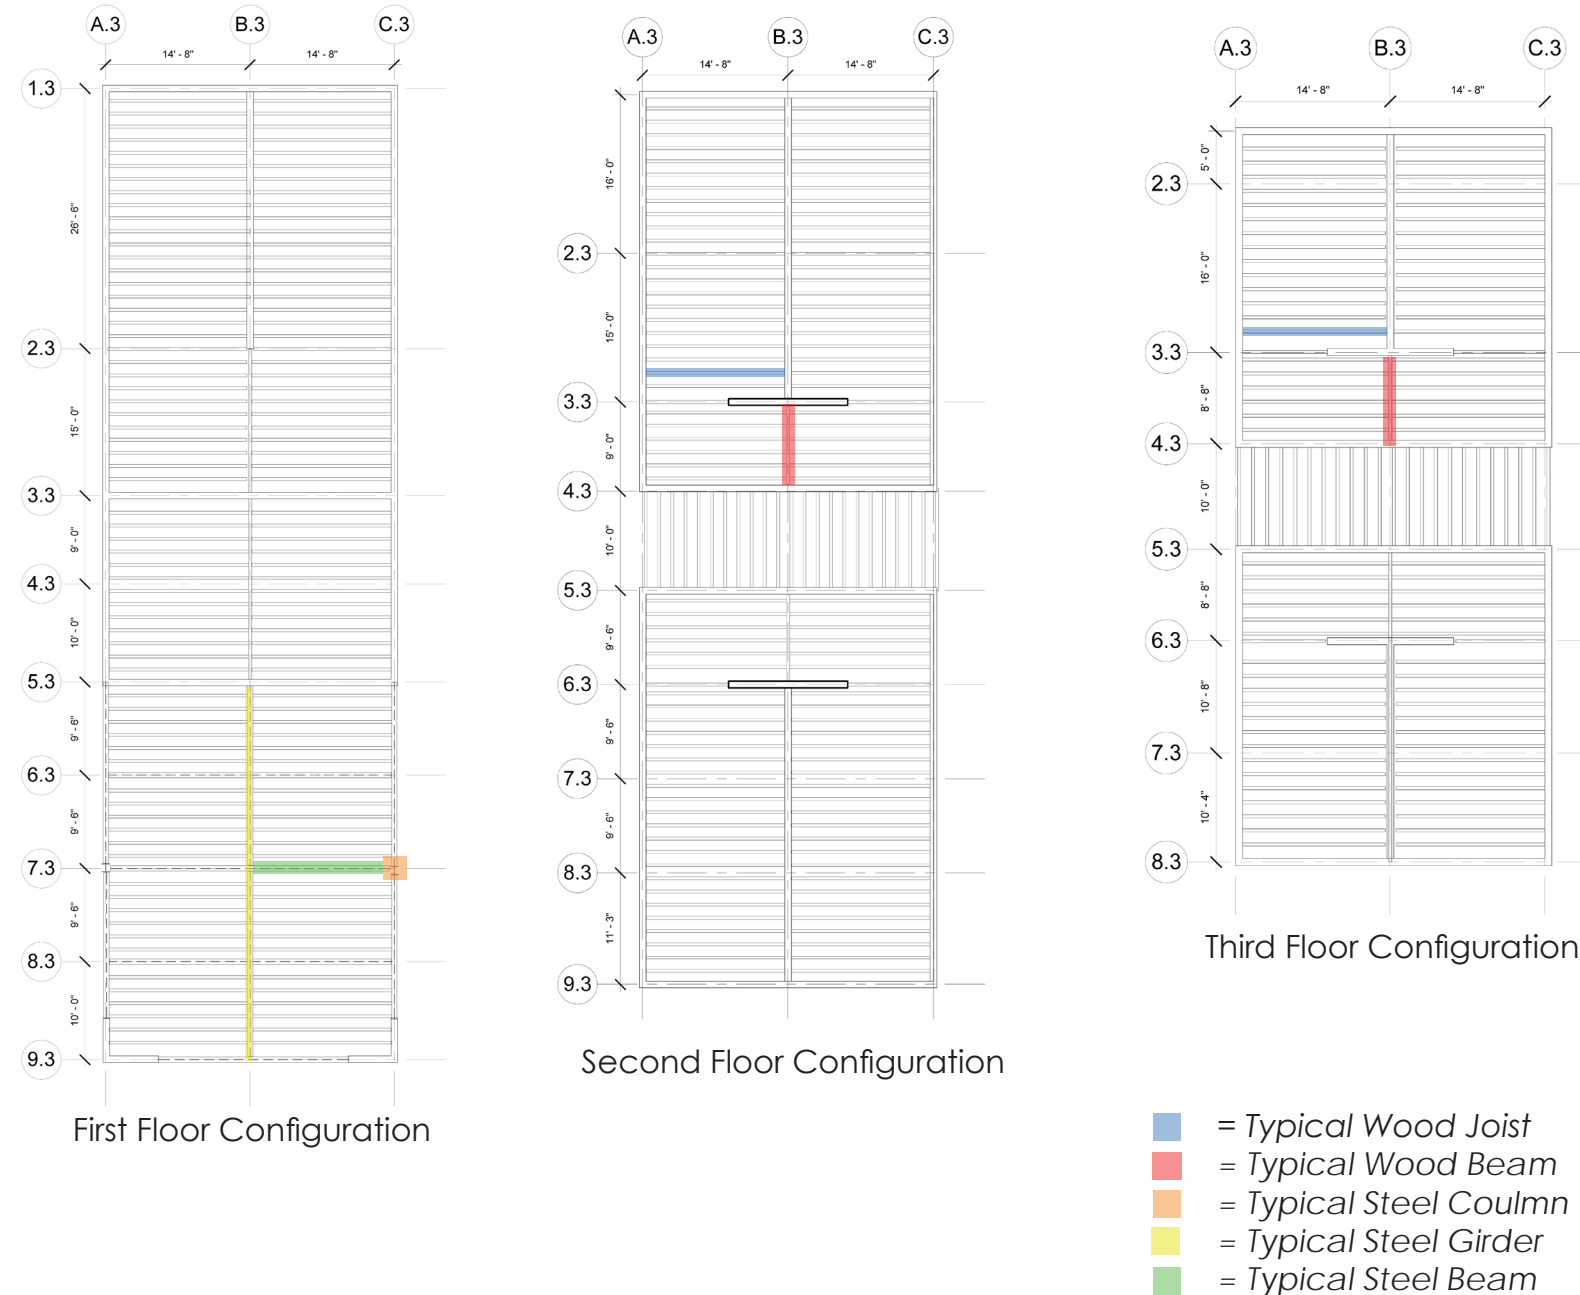 A.3 B.3 C.3
14' - 8" 14' - 8"
1.3
26' - 6"
2.3
15' - 0"
3.3
9' - 0"
4.3
10' - 0"
5.3
9' - 6"
6.3
9' - 6"
7.3
9' - 6"
8.3
10' - 0"
9.3
First Floor Configuration
A.3 B.3 C.3
14' - 8" 14' - 8"
16' - 0"
2.3
15' - 0"
3.3
9' - 0"
4.3
10' - 0"
5.3
9' - 6"
6.3
9' - 6"
7.3
9' - 6"
8.3
11' - 3"
9.3
Second Floor Configuration
A.3 B.3 C.3
14' - 8" 14' - 8"
5' - 0"
2.3
16' - 0"
3.3
8' - 8"
4.3
10' - 0"
5.3
8' - 8"
6.3
10' - 8"
7.3
10' - 4"
8.3
Third Floor Configuration
= Typical Wood Joist
= Typical Wood Beam
= Typical Steel Coulmn
= Typical Steel Girder
= Typical Steel Beam